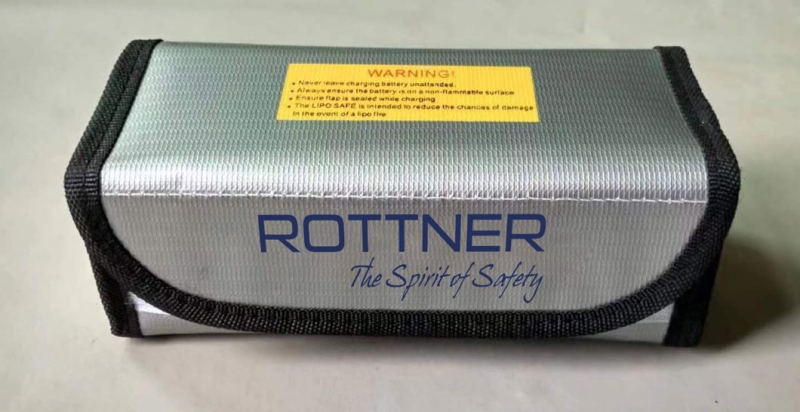 WARNING!
• Never leave charging battery unattended.
• Always ensure the battery is on a non-flammable surface
• Ensure flap is sealed while charging
• The LIPO SAFE is intended to reduce the chances of damage
in the event of a lipo fire
ROTTNER
The Spirit of Safety